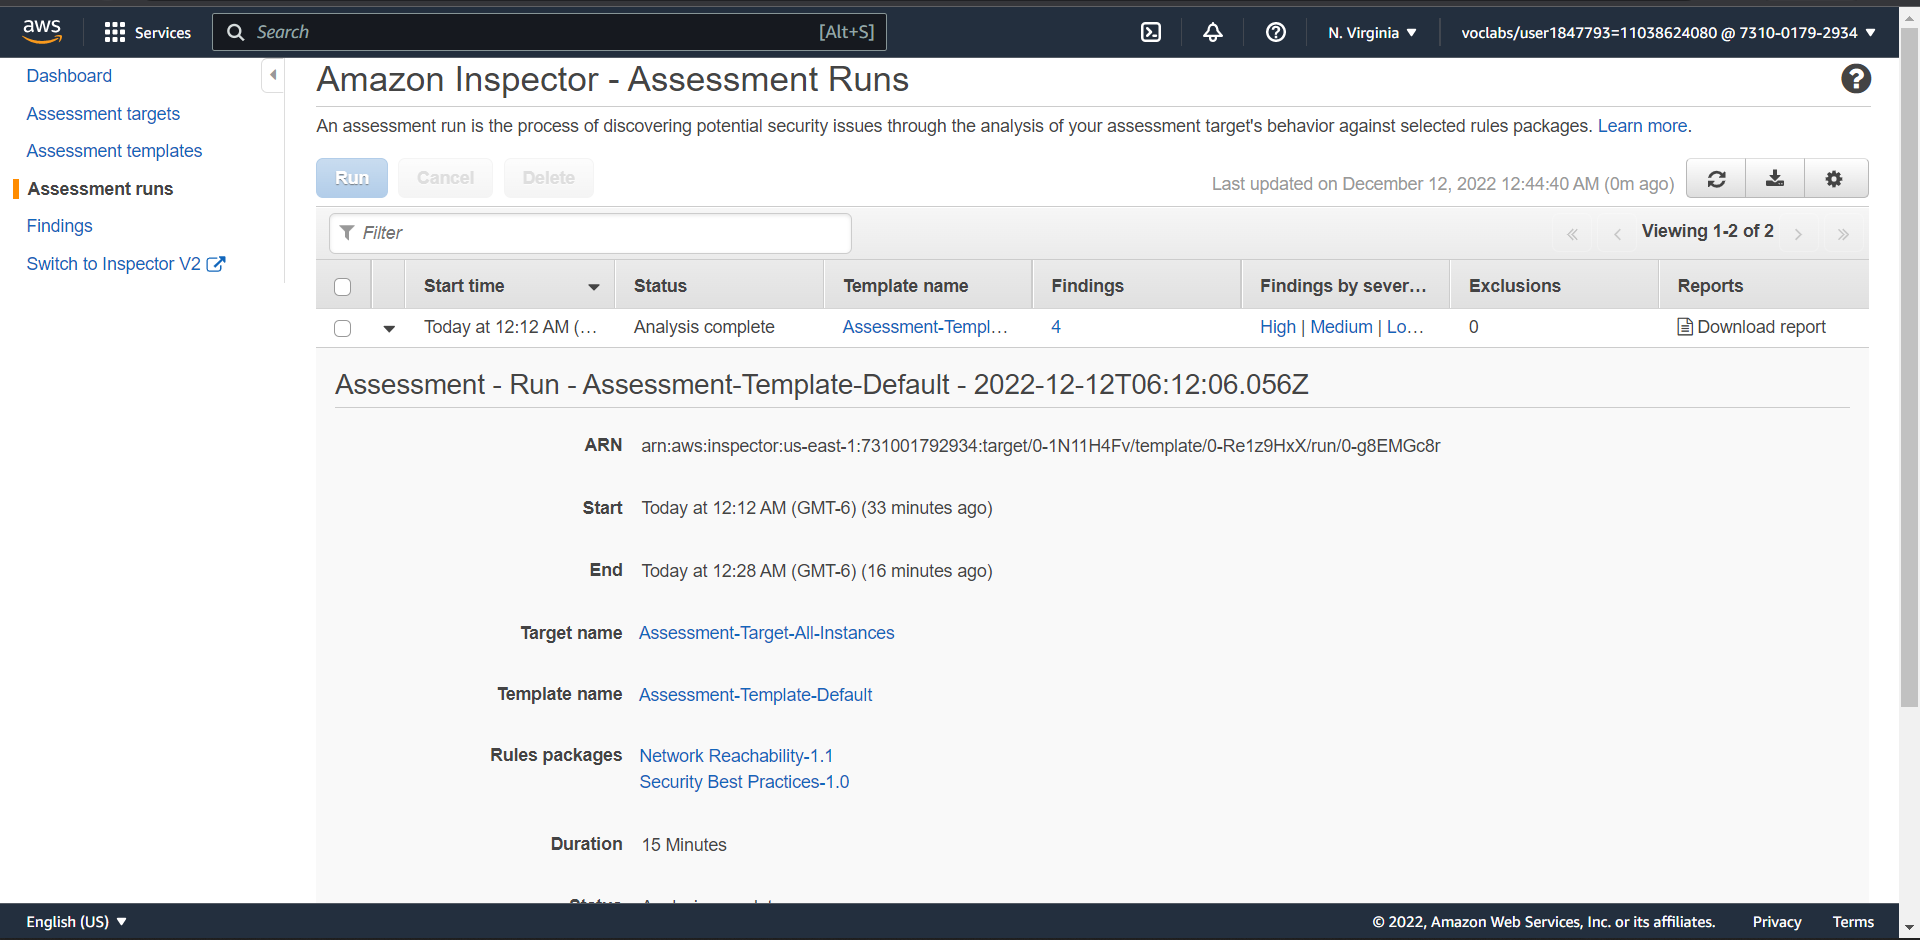 aws
Services
Search [Alt+S]
N. Virginia ▼
voclabs/user1847793=11038624080 @ 7310-0179-2934 ▼
Dashboard
Assessment targets
Assessment templates
Assessment runs
Findings
Switch to Inspector V2
Amazon Inspector - Assessment Runs
An assessment run is the process of discovering potential security issues through the analysis of your assessment target's behavior against selected rules packages. Learn more.
Run Cancel Delete
Last updated on December 12, 2022 12:44:40 AM (0m ago)
Filter
« ‹ Viewing 1-2 of 2 › »
Start time Status Template name Findings Findings by sever... Exclusions Reports
Today at 12:12 AM (... Analysis complete Assessment-Templ... 4 High | Medium | Lo... 0 Download report
Assessment - Run - Assessment-Template-Default - 2022-12-12T06:12:06.056Z
ARN arn:aws:inspector:us-east-1:731001792934:target/0-1N11H4Fv/template/0-Re1z9HxX/run/0-g8EMGc8r
Start Today at 12:12 AM (GMT-6) (33 minutes ago)
End Today at 12:28 AM (GMT-6) (16 minutes ago)
Target name Assessment-Target-All-Instances
Template name Assessment-Template-Default
Rules packages Network Reachability-1.1
Security Best Practices-1.0
Duration 15 Minutes
English (US) ▼
© 2022, Amazon Web Services, Inc. or its affiliates. Privacy Terms